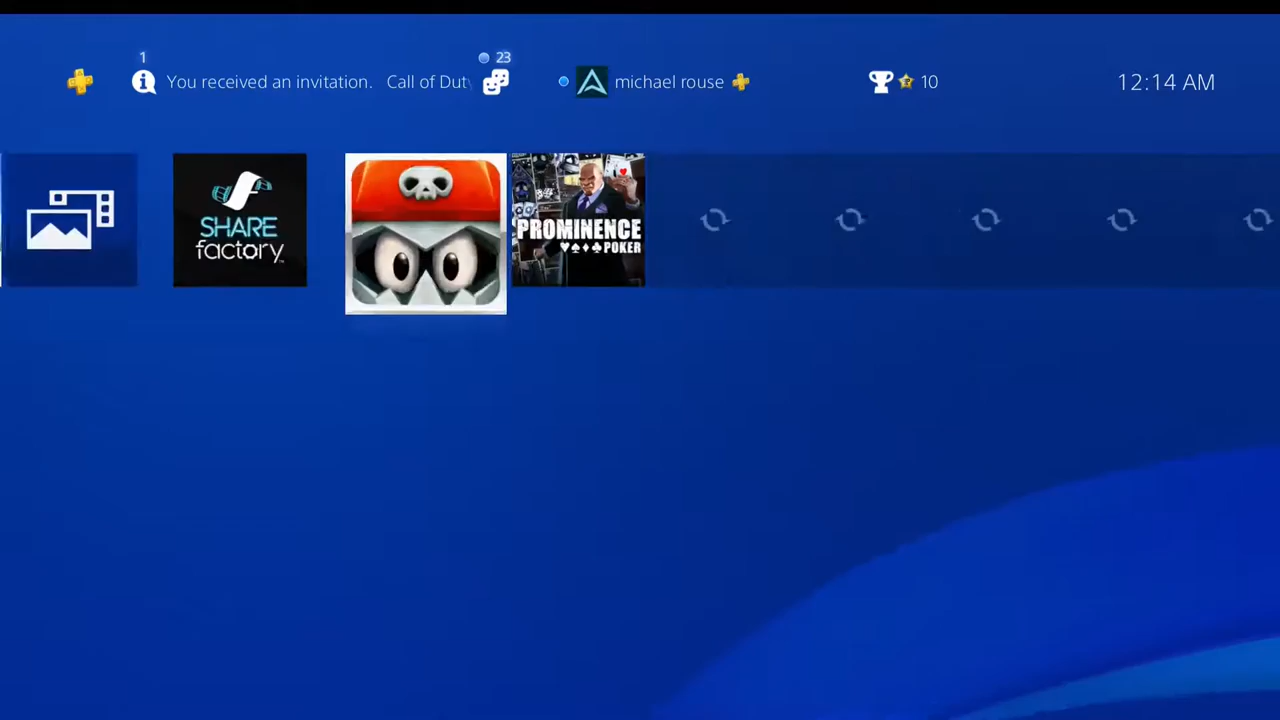 1
23
You received an invitation. Call of Dut
michael rouse
10
12:14 AM
SHARE
factory
PROMINENCE
POKER